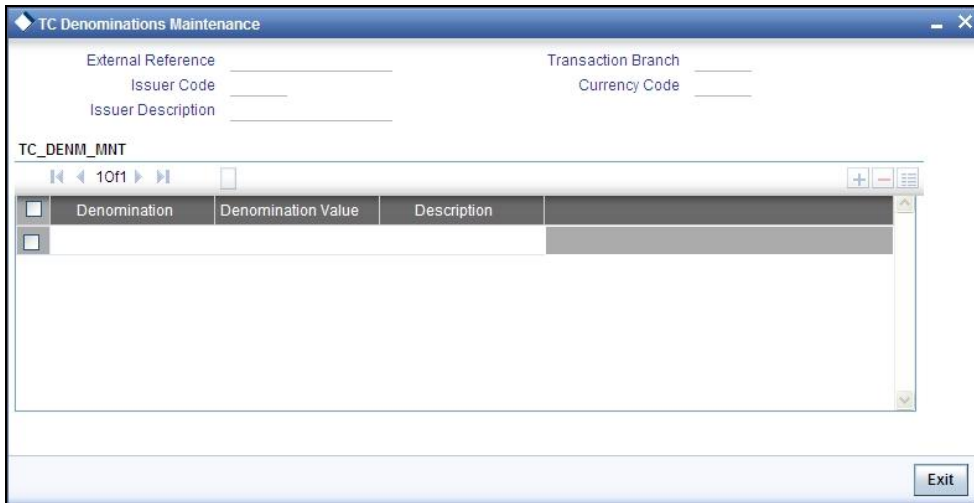 TC Denominations Maintenance
External Reference
Transaction Branch
Issuer Code
Currency Code
Issuer Description
TC_DENM_MNT
1Of1
Denomination Denomination Value Description
Exit